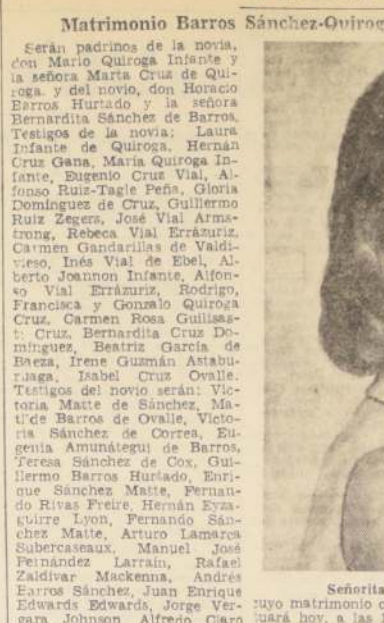 Matrimonio Barros Sánchez-Quirog
Serán padrinos de la novia,
don Mario Quiroga Infante y
la señora Marta Cruz de Qui-
roga. y del novio, don Horacio
Barros Hurtado y la señora
Bernardita Sánchez de Barros.
Testigos de la novia; Laura
Infante de Quiroga, Hernán
Cruz Gana, María Quiroga In-
fante, Eugenio Cruz Vial, Al-
fonso Ruiz-Tagle Peña, Gloria
Domínguez de Cruz, Guillermo
Ruiz Zegers, José Vial Arms-
trong, Rebeca Vial Errázuriz,
Carmen Gandarillas de Valdi-
vieso, Inés Vial de Ebel, Al-
berto Joannon Infante, Alfon-
so Vial Errázuriz, Rodrigo,
Francisca y Gonzalo Quiroga
Cruz, Carmen Rosa Guilisas-
ti Cruz, Bernardita Cruz Do-
mínguez, Beatriz García de
Baeza, Irene Guzmán Astabu-
ruaga, Isabel Cruz Ovalle.
Testigos del novio serán: Vic-
toria Matte de Sánchez, Ma-
tilde Barros de Ovalle, Victo-
ria Sánchez de Correa, Eu-
genia Amunátegui de Barros,
Teresa Sánchez de Cox, Gui-
llermo Barros Hurtado, Enri-
que Sánchez Matte, Fernan-
do Rivas Freire, Hernán Eyza-
guirre Lyon, Fernando Sán-
chez Matte, Arturo Lamarca
Subercaseaux, Manuel José
Fernández Larraín, Rafael
Zaldívar Mackenna, Andrés
Barros Sánchez, Juan Enrique
Edwards Edwards, Jorge Ver-
gara Johnson, Alfredo Claro
Señorita
cuyo matrimonio
tuará hoy, a las